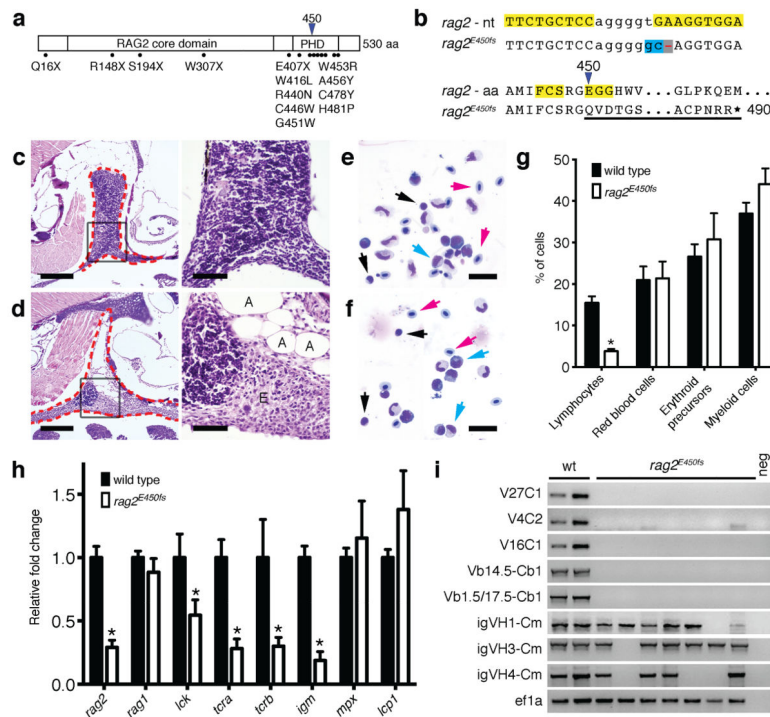 a
450
RAG2 core domain
PHD
530 aa
Q16X
R148X S194X
W307X
E407X W453R
W416L A456Y
R440N C478Y
C446W H481P
G451W
b
rag2 - nt TTCTGCTCCaggggtGAAGGTGGA
rag2E450fs TTCTGCTCCagggggc-AGGTGGA
450
rag2 - aa AMIFCSRGEGGHWV...GLPKQEM
rag2E450fs AMIFCSRGQVDTGS...ACPNRR★ 490
c
d
A
A
A
E
e
f
g
wild type
rag2E450fs
% of cells
50
40
30
20
10
0
*
Lymphocytes
Red blood cells
Erythroid precursors
Myeloid cells
h
wild type
rag2E450fs
Relative fold change
1.5
1.0
0.5
0.0
* * * * *
rag2
rag1
lck
tcra
tcrb
igm
mpx
lcp1
i
wt
rag2E450fs
neg
V27C1
V4C2
V16C1
Vb14.5-Cb1
Vb1.5/17.5-Cb1
igVH1-Cm
igVH3-Cm
igVH4-Cm
ef1a